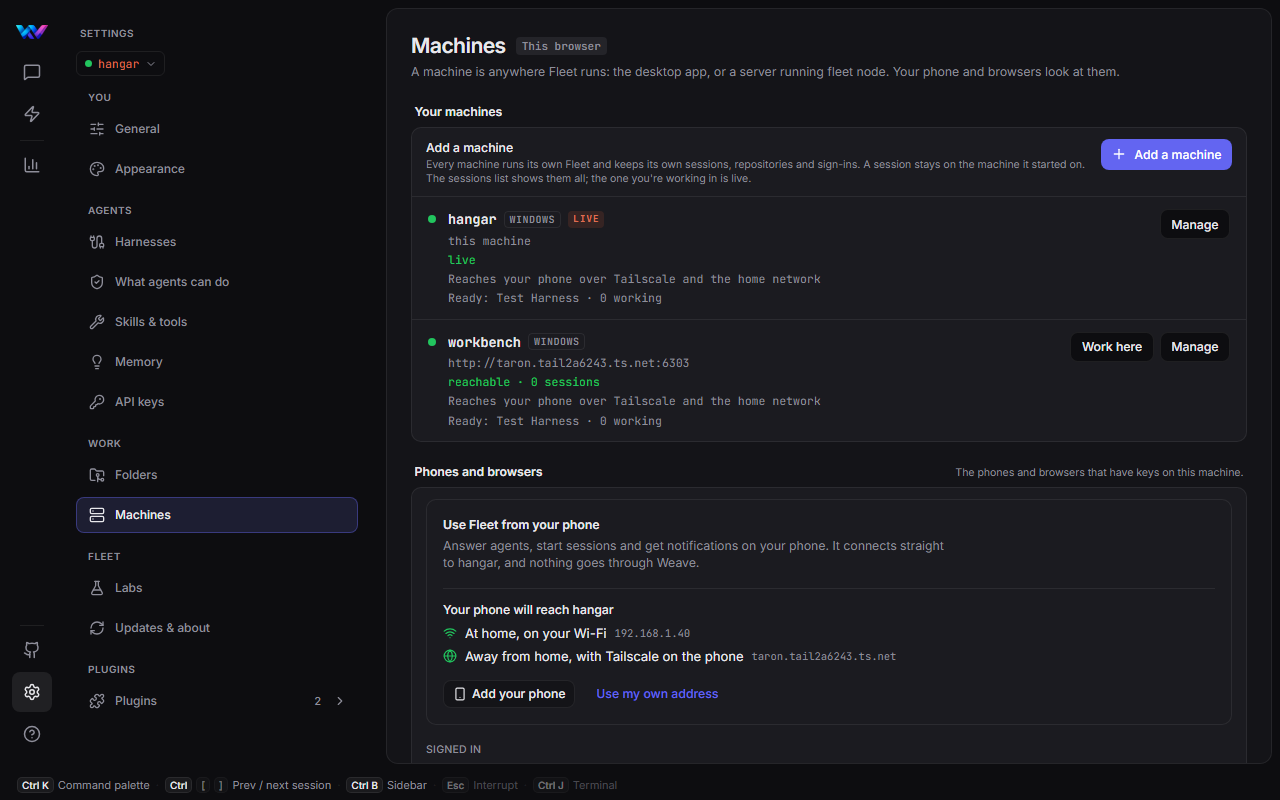 SETTINGS
hangar
YOU
General
Appearance
AGENTS
Harnesses
What agents can do
Skills & tools
Memory
API keys
WORK
Folders
Machines
FLEET
Labs
Updates & about
PLUGINS
Plugins 2
Machines This browser
A machine is anywhere Fleet runs: the desktop app, or a server running fleet node. Your phone and browsers look at them.
Your machines
Add a machine
Every machine runs its own Fleet and keeps its own sessions, repositories and sign-ins. A session stays on the machine it started on.
The sessions list shows them all; the one you're working in is live.
Add a machine
hangar WINDOWS LIVE
this machine
live
Reaches your phone over Tailscale and the home network
Ready: Test Harness · 0 working
Manage
workbench WINDOWS
http://taron.tail2a6243.ts.net:6303
reachable · 0 sessions
Reaches your phone over Tailscale and the home network
Ready: Test Harness · 0 working
Work here Manage
Phones and browsers
The phones and browsers that have keys on this machine.
Use Fleet from your phone
Answer agents, start sessions and get notifications on your phone. It connects straight
to hangar, and nothing goes through Weave.
Your phone will reach hangar
At home, on your Wi-Fi 192.168.1.40
Away from home, with Tailscale on the phone taron.tail2a6243.ts.net
Add your phone Use my own address
SIGNED IN
Ctrl K Command palette · Ctrl [ ] Prev / next session · Ctrl B Sidebar · Esc Interrupt · Ctrl J Terminal